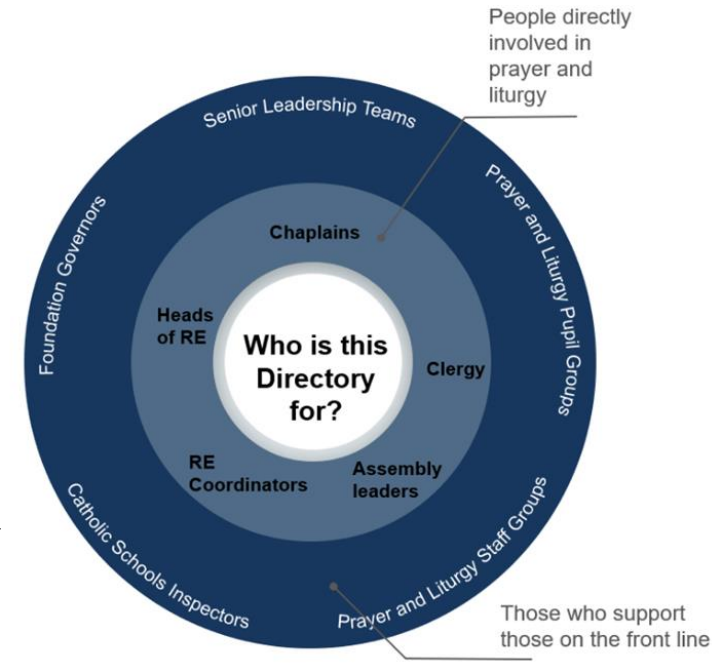 People directly
involved in
prayer and
liturgy
Senior Leadership Teams
Prayer and Liturgy Pupil Groups
Foundation Governors
Chaplains
Heads
of RE
Who is this
Directory
for?
Clergy
RE
Coordinators
Assembly
leaders
Catholic Schools Inspectors
Prayer and Liturgy Staff Groups
Those who support
those on the front line